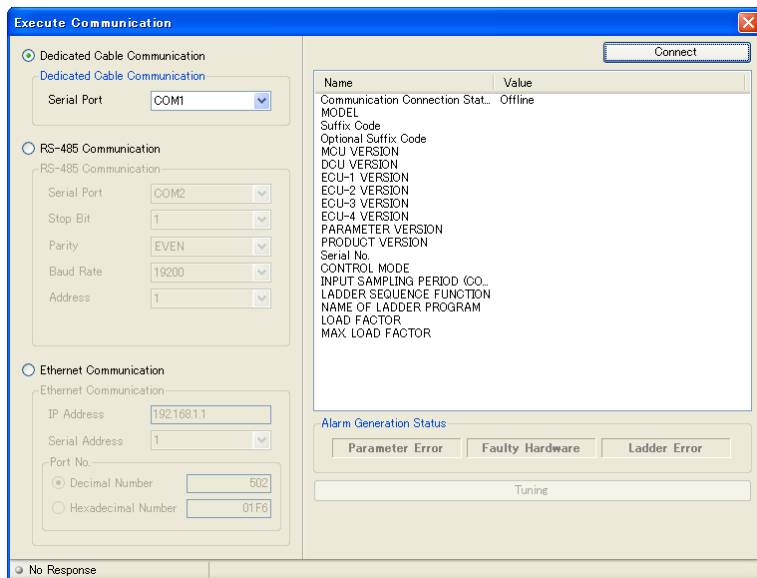 Execute Communication
Dedicated Cable Communication
Dedicated Cable Communication
Serial Port COM1
RS-485 Communication
RS-485 Communication
Serial Port COM2
Stop Bit 1
Parity EVEN
Baud Rate 19200
Address 1
Ethernet Communication
Ethernet Communication
IP Address 192.168.1.1
Serial Address 1
Port No.
Decimal Number 502
Hexadecimal Number 01F6
Connect
Name Value
Communication Connection Stat... Offline
MODEL
Suffix Code
Optional Suffix Code
MCU VERSION
DCU VERSION
ECU-1 VERSION
ECU-2 VERSION
ECU-3 VERSION
ECU-4 VERSION
PARAMETER VERSION
PRODUCT VERSION
Serial No.
CONTROL MODE
INPUT SAMPLING PERIOD (CO...
LADDER SEQUENCE FUNCTION
NAME OF LADDER PROGRAM
LOAD FACTOR
MAX. LOAD FACTOR
Alarm Generation Status
Parameter Error Faulty Hardware Ladder Error
Tuning
No Response